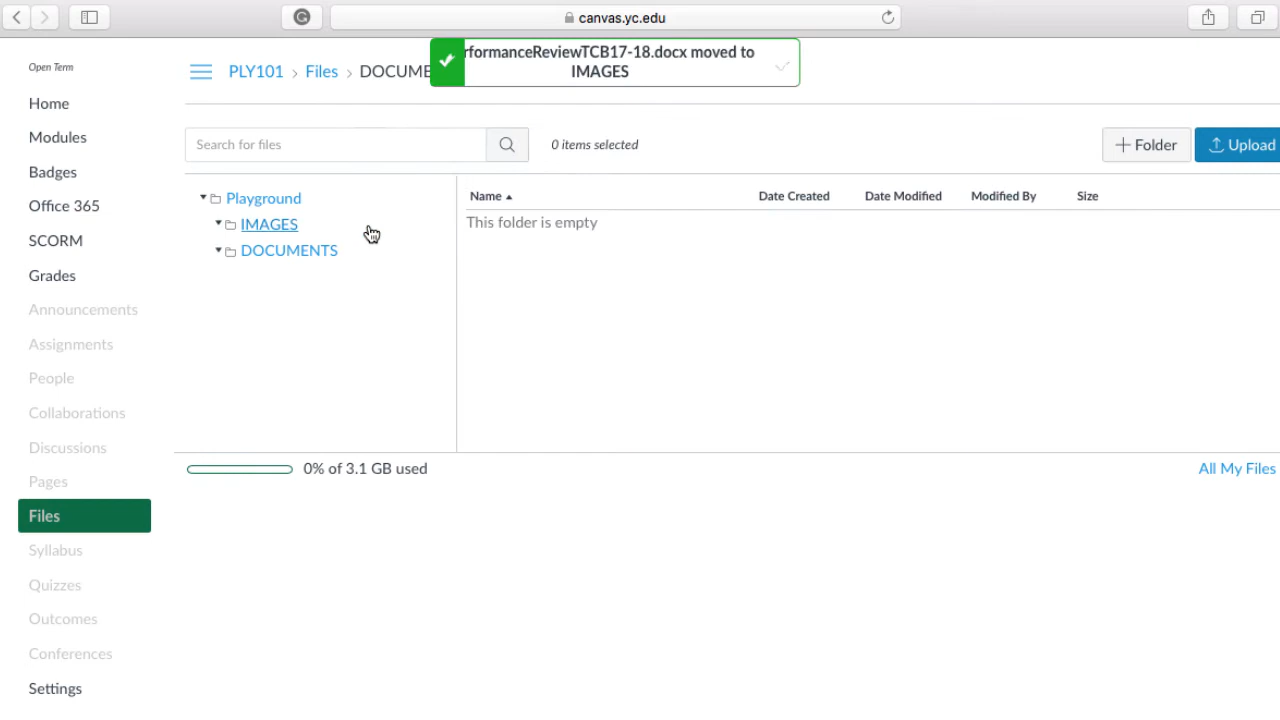 canvas.yc.edu
rformanceReviewTCB17-18.docx moved to
IMAGES
Open Term
PLY101 › Files › DOCUME
Home
Modules
Badges
Office 365
SCORM
Grades
Announcements
Assignments
People
Collaborations
Discussions
Pages
Files
Syllabus
Quizzes
Outcomes
Conferences
Settings
Search for files
0 items selected
+ Folder
Upload
Playground
IMAGES
DOCUMENTS
Name Date Created Date Modified Modified By Size
This folder is empty
0% of 3.1 GB used
All My Files